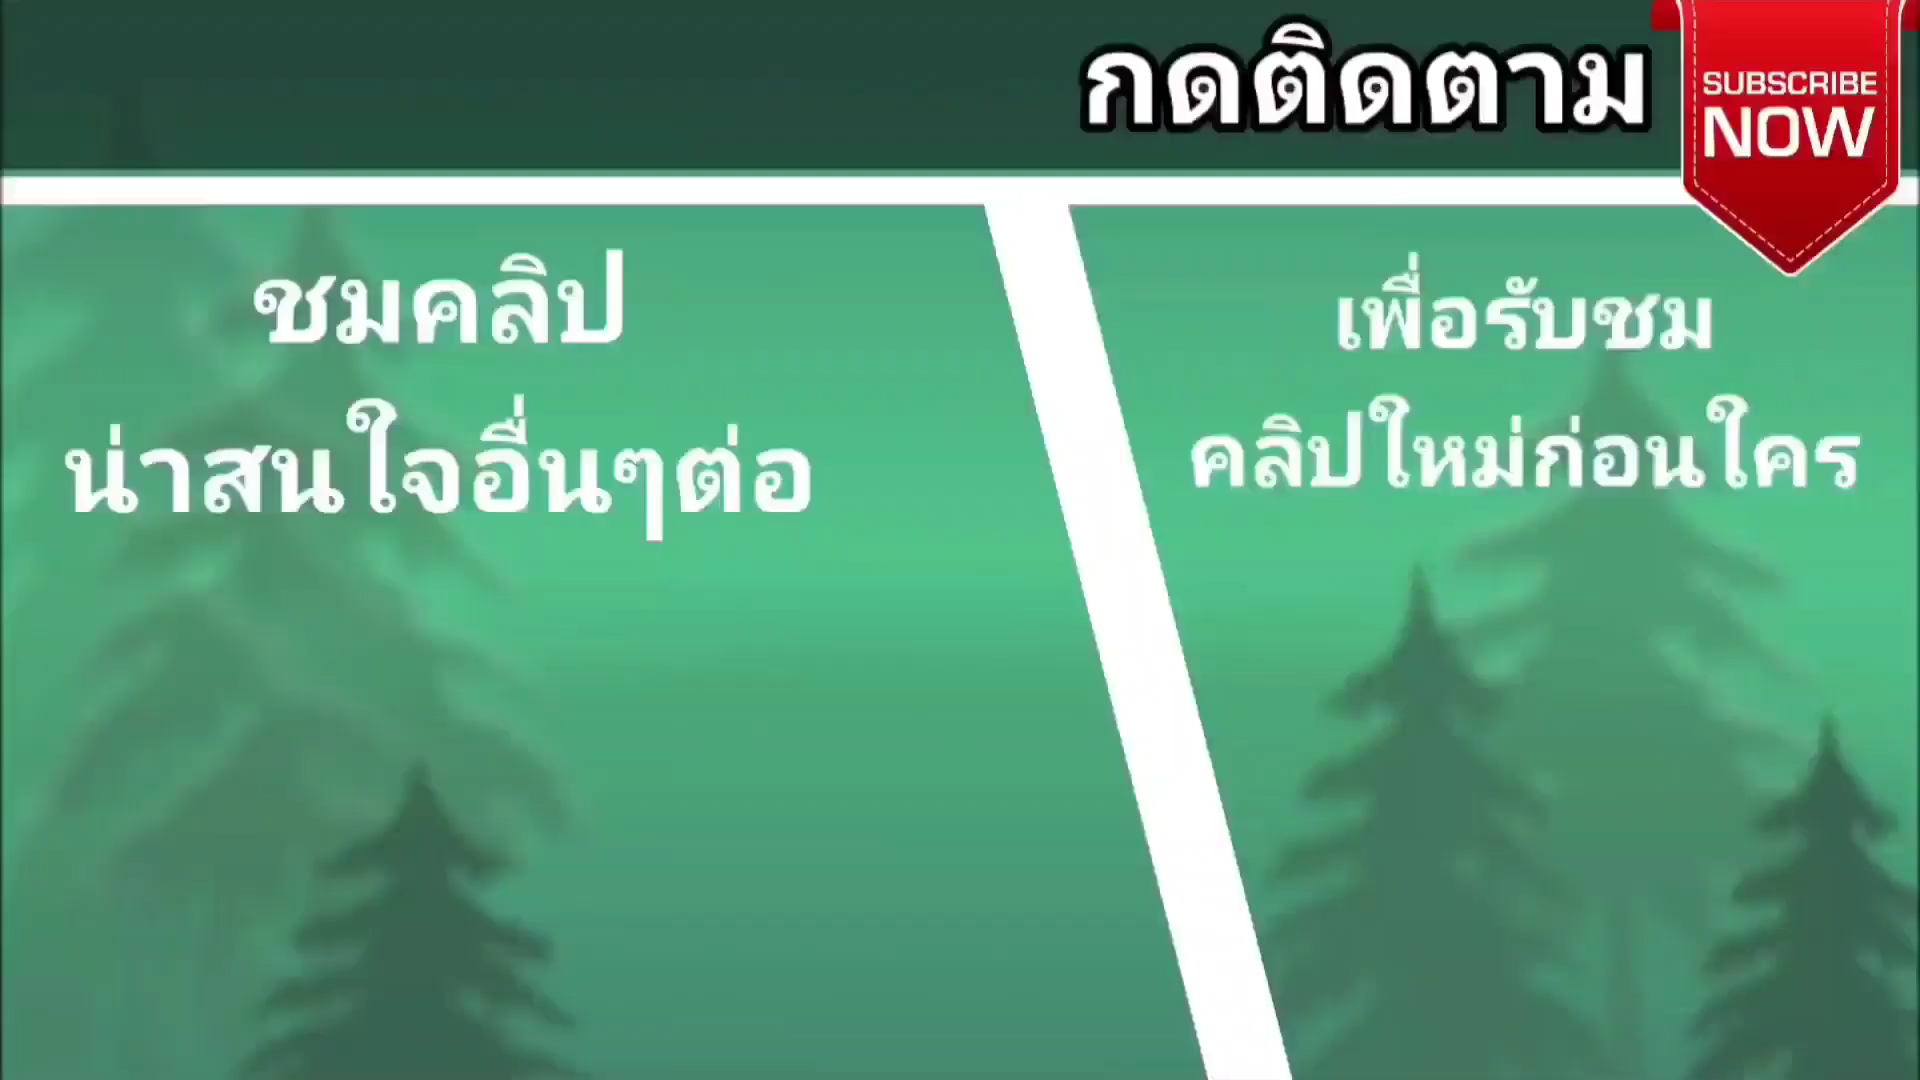 กดติดตาม
SUBSCRIBE
NOW
ชมคลิป
น่าสนใจอื่นๆต่อ
เพื่อรับชม
คลิปใหม่ก่อนใคร